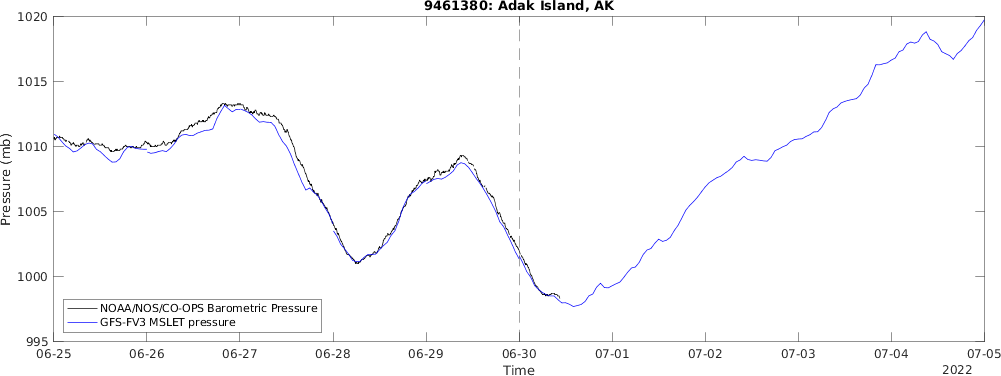 9461380: Adak Island, AK
1020
1015
1010
1005
1000
995
Pressure (mb)
NOAA/NOS/CO-OPS Barometric Pressure
GFS-FV3 MSLET pressure
06-25 06-26 06-27 06-28 06-29 06-30 07-01 07-02 07-03 07-04 07-05
Time
2022